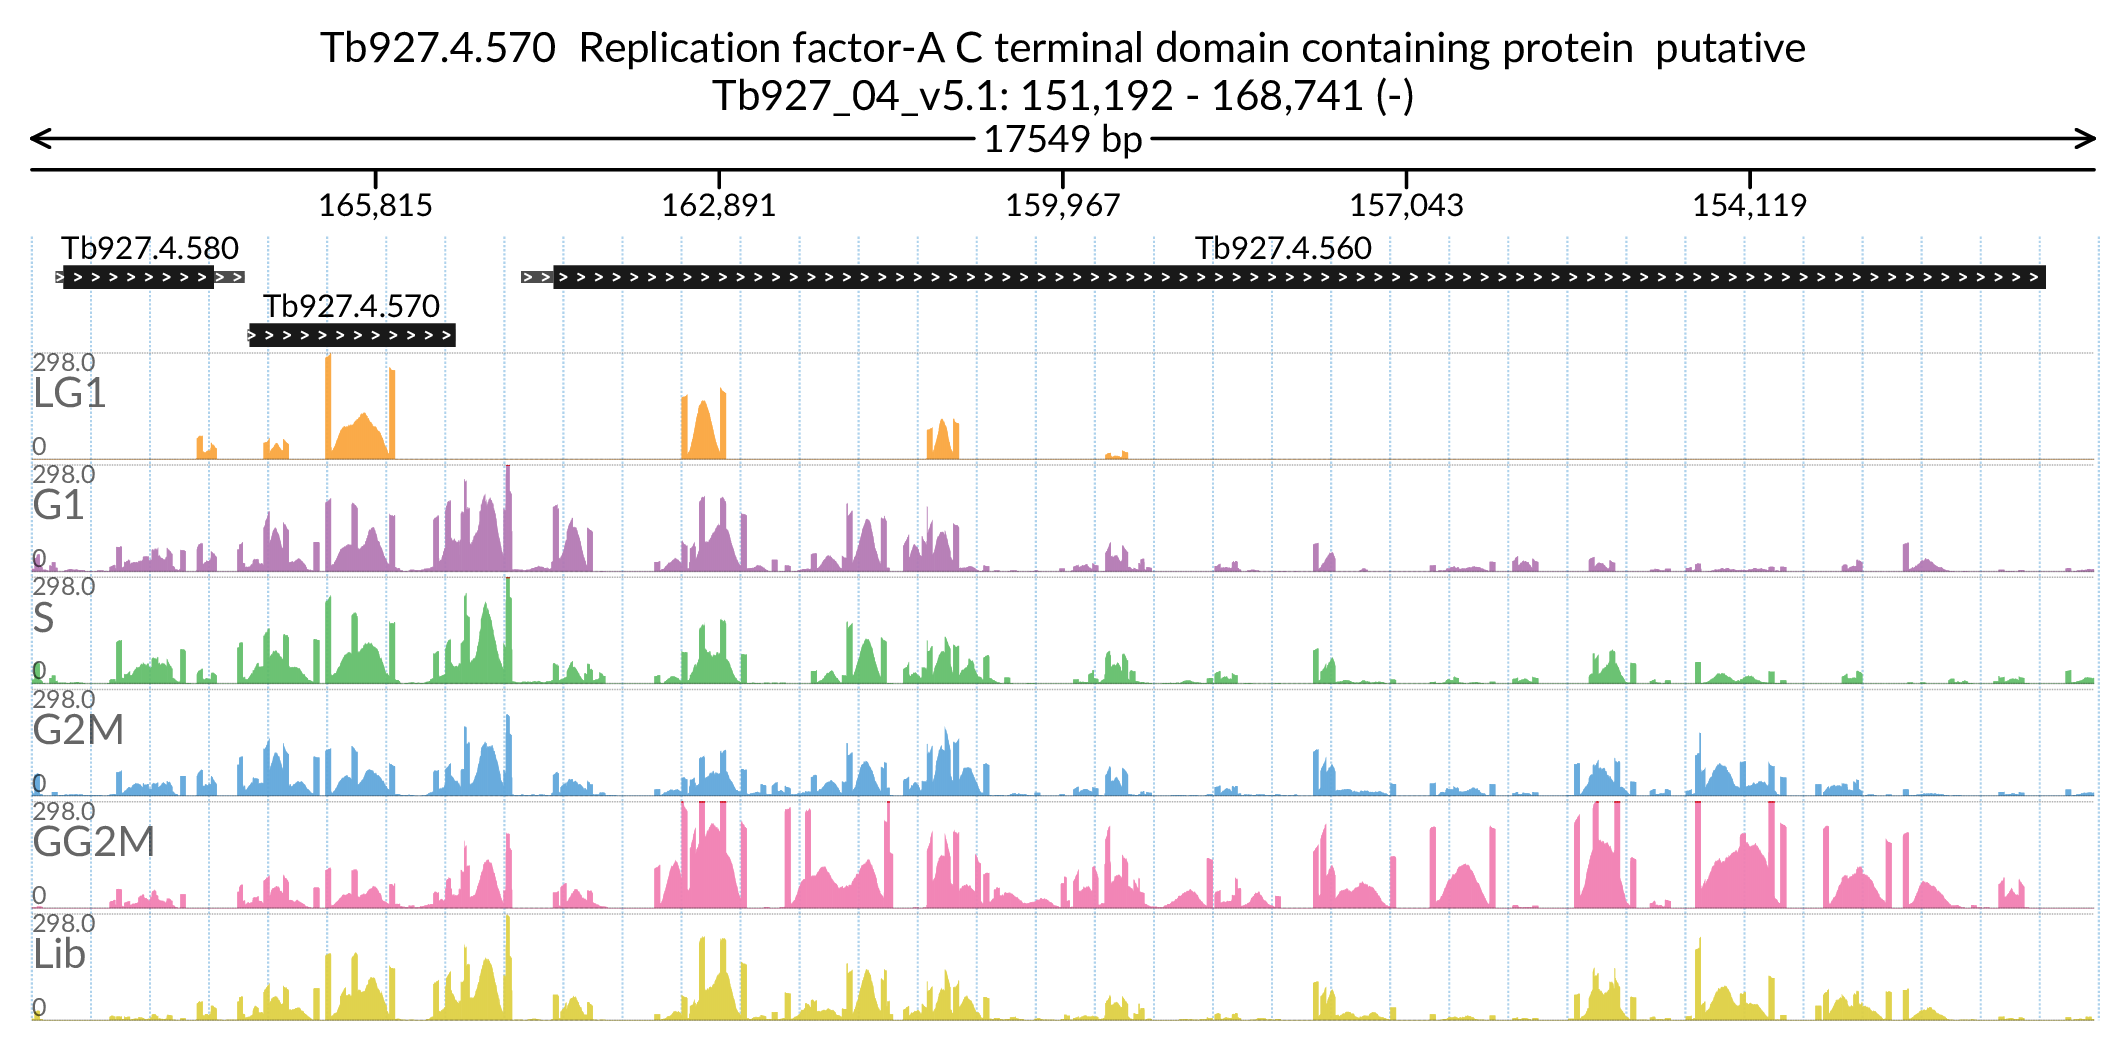 Tb927.4.570  Replication factor-A C terminal domain containing protein  putative
Tb927_04_v5.1: 151,192 - 168,741 (-)
17549 bp
165,815 162,891 159,967 157,043 154,119
Tb927.4.580 Tb927.4.560
Tb927.4.570
298.0
LG1
0
298.0
G1
0
298.0
S
0
298.0
G2M
0
298.0
GG2M
0
298.0
Lib
0